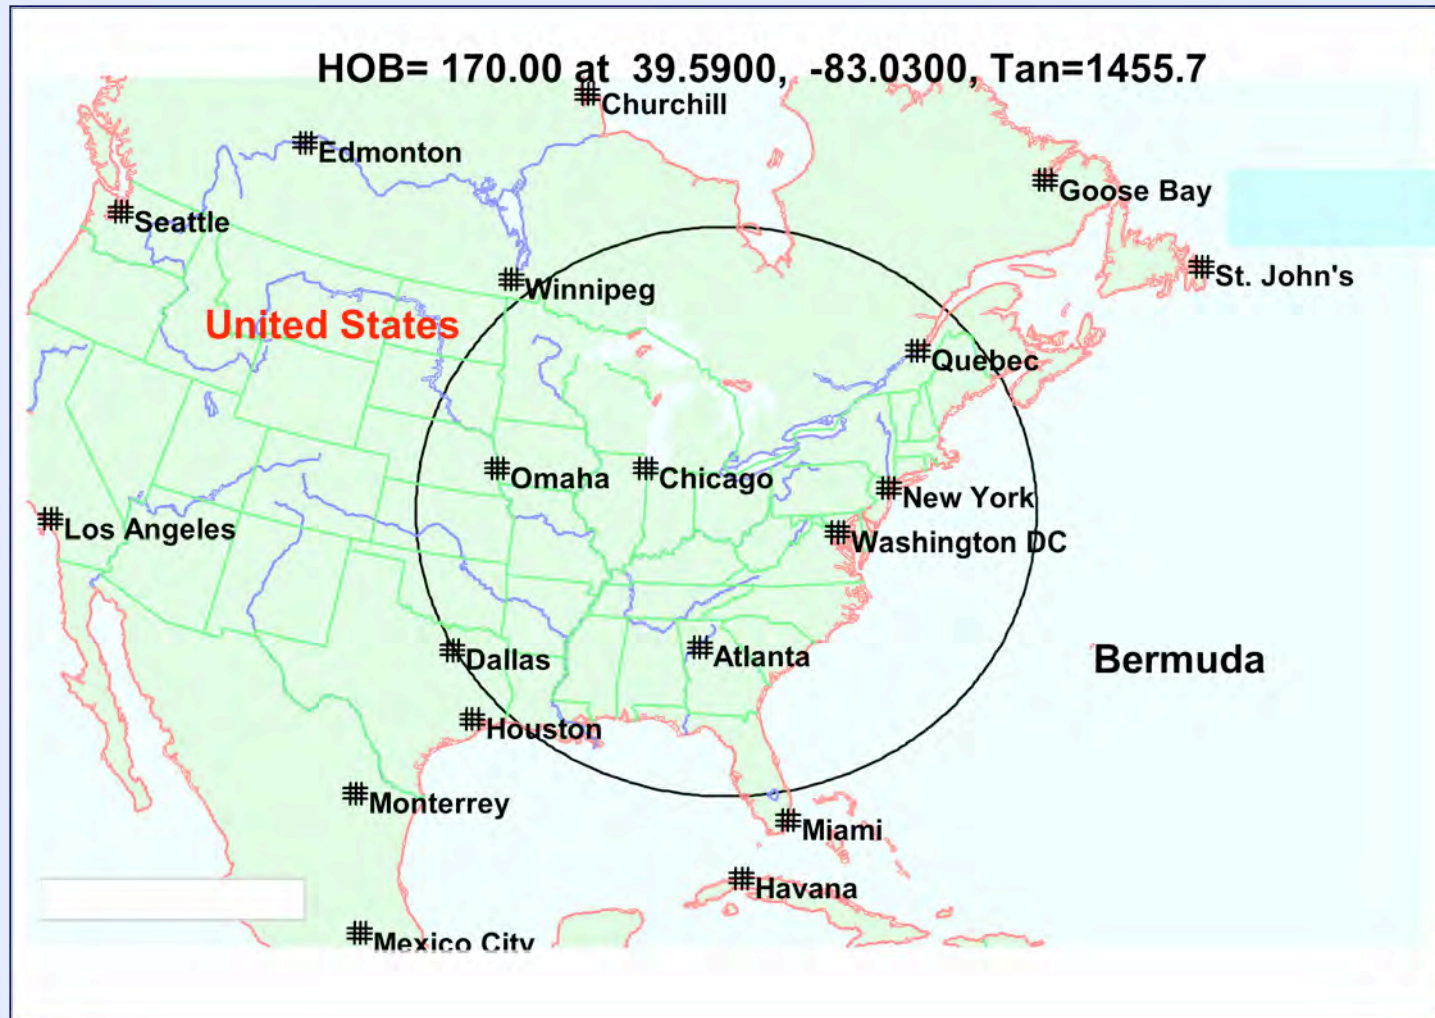 HOB= 170.00 at 39.5900, -83.0300, Tan=1455.7
Churchill
Edmonton
Goose Bay
Seattle
St. John's
Winnipeg
United States
Quebec
Omaha
Chicago
New York
Los Angeles
Washington DC
Dallas
Atlanta
Bermuda
Houston
Monterrey
Miami
Havana
Mexico City